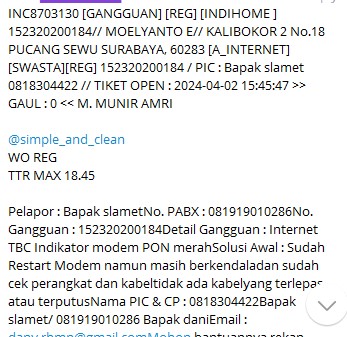 INC8703130 [GANGGUAN] [REG] [INDIHOME ]
152320200184// MOELYANTO E// KALIBOKOR 2 No.18
PUCANG SEWU SURABAYA, 60283 [A_INTERNET]
[SWASTA][REG] 152320200184 / PIC : Bapak slamet
0818304422 // TIKET OPEN : 2024-04-02 15:45:47 >>
GAUL : 0 << M. MUNIR AMRI
@simple_and_clean
WO REG
TTR MAX 18.45
Pelapor : Bapak slametNo. PABX : 081919010286No.
Gangguan : 152320200184Detail Gangguan : Internet
TBC Indikator modem PON merahSolusi Awal : Sudah
Restart Modem namun masih berkendaladan sudah
cek perangkat dan kabeltidak ada kabelyang terlepas
atau terputusNama PIC & CP : 0818304422Bapak
slamet/ 081919010286 Bapak daniEmail :